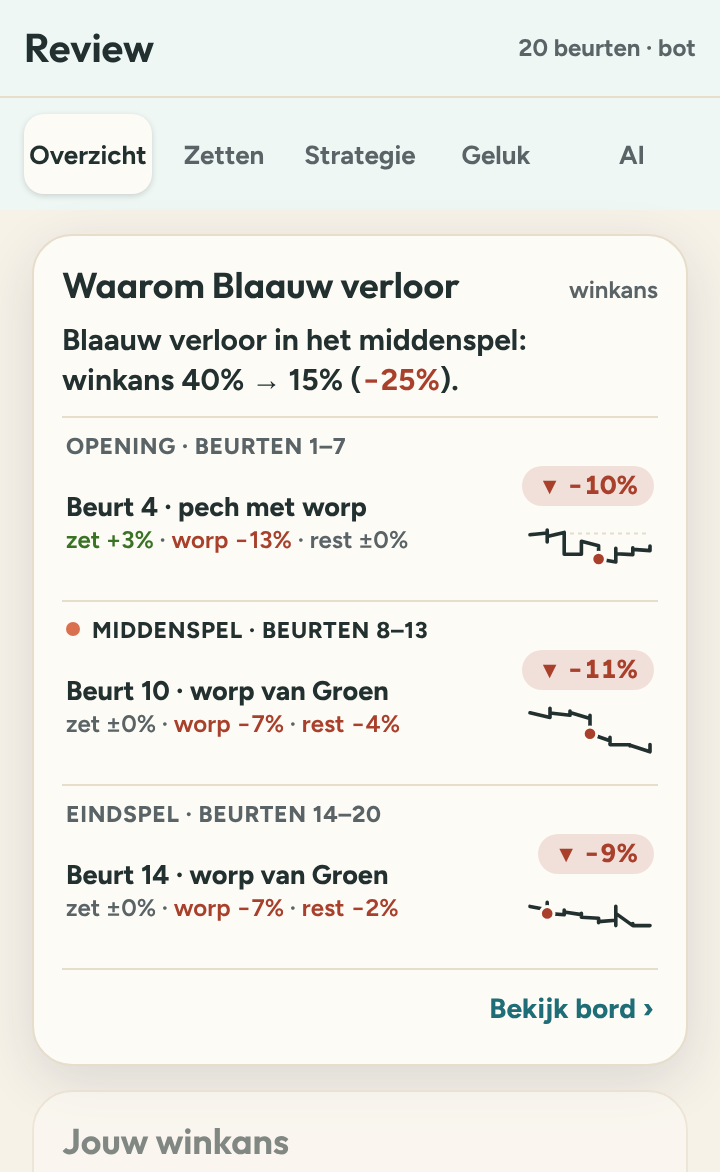 Review
20 beurten · bot
Overzicht
Zetten
Strategie
Geluk
AI
Waarom Blaauw verloor
winkans
Blaauw verloor in het middenspel:
winkans 40% → 15% (−25%).
OPENING · BEURTEN 1–7
▼ −10%
Beurt 4 · pech met worp
zet +3% · worp −13% · rest ±0%
MIDDENSPEL · BEURTEN 8–13
▼ −11%
Beurt 10 · worp van Groen
zet ±0% · worp −7% · rest −4%
EINDSPEL · BEURTEN 14–20
▼ −9%
Beurt 14 · worp van Groen
zet ±0% · worp −7% · rest −2%
Bekijk bord ›
Jouw winkans